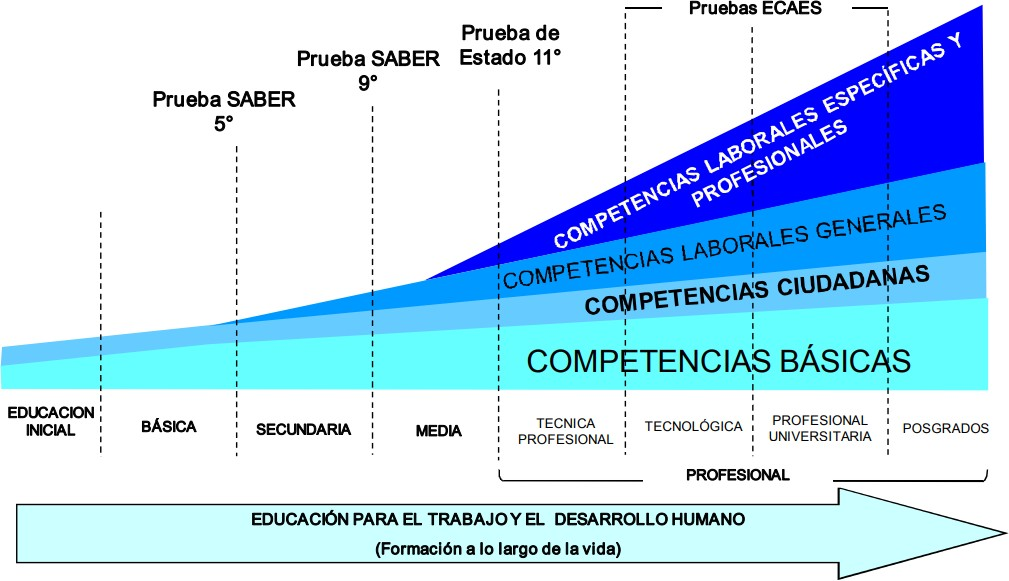 Pruebas ECAES
Prueba de
Estado 11°
Prueba SABER
9°
Prueba SABER
5°
COMPETENCIAS LABORALES ESPECÍFICAS Y
PROFESIONALES
COMPETENCIAS LABORALES GENERALES
COMPETENCIAS CIUDADANAS
COMPETENCIAS BÁSICAS
EDUCACION
INICIAL
BÁSICA
SECUNDARIA
MEDIA
TECNICA
PROFESIONAL
TECNOLÓGICA
PROFESIONAL
UNIVERSITARIA
POSGRADOS
PROFESIONAL
EDUCACIÓN PARA EL TRABAJO Y EL DESARROLLO HUMANO
(Formación a lo largo de la vida)